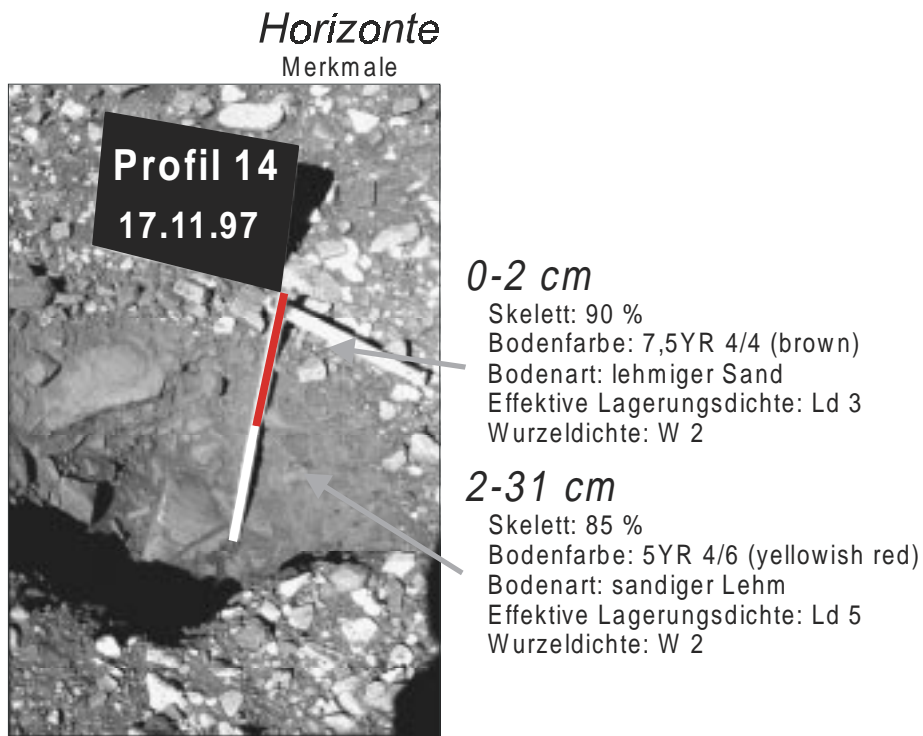 Horizonte
Merkmale
Profil 14
17.11.97
0-2 cm
Skelett: 90 %
Bodenfarbe: 7,5YR 4/4 (brown)
Bodenart: lehmiger Sand
Effektive Lagerungsdichte: Ld 3
Wurzeldichte: W 2
2-31 cm
Skelett: 85 %
Bodenfarbe: 5YR 4/6 (yellowish red)
Bodenart: sandiger Lehm
Effektive Lagerungsdichte: Ld 5
Wurzeldichte: W 2